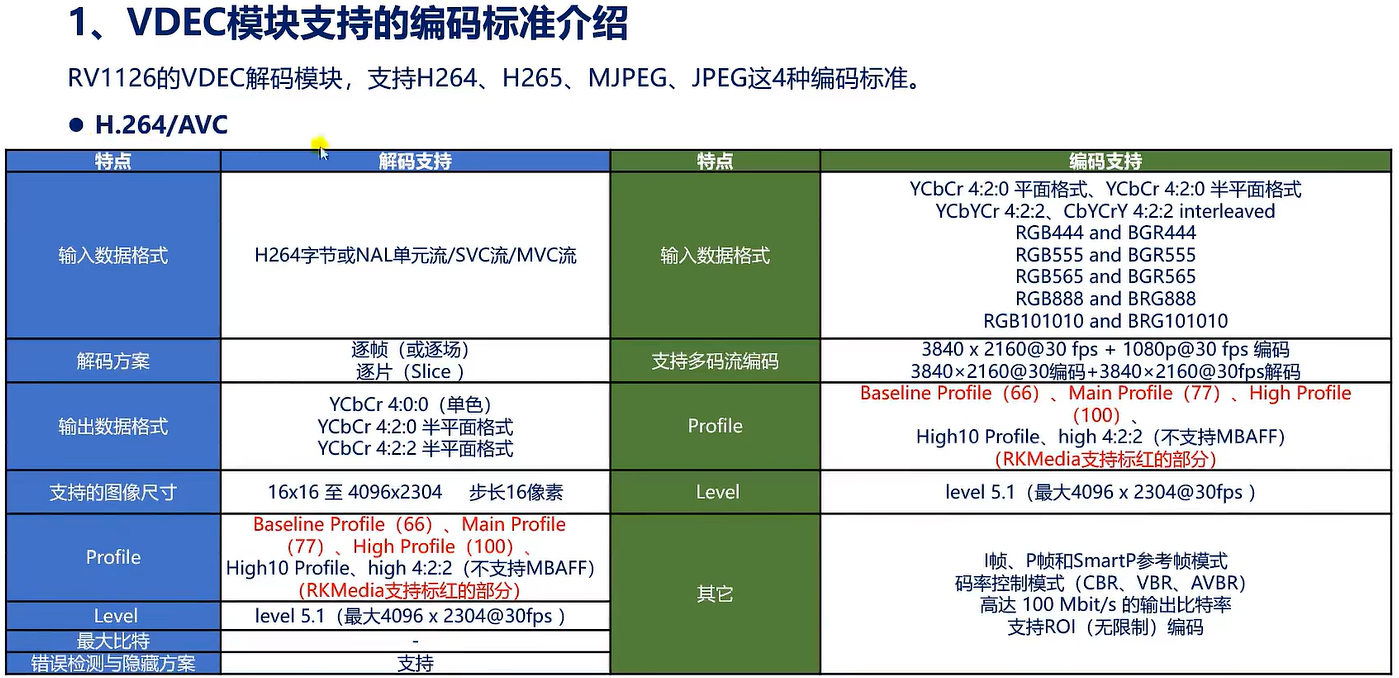 1、VDEC模块支持的编码标准介绍
RV1126的VDEC解码模块，支持H264、H265、MJPEG、JPEG这4种编码标准。
● H.264/AVC
特点 解码支持 特点 编码支持
输入数据格式
H264字节或NAL单元流/SVC流/MVC流
输入数据格式
YCbCr 4:2:0 平面格式、YCbCr 4:2:0 半平面格式
YCbYCr 4:2:2、CbYCrY 4:2:2 interleaved
RGB444 and BGR444
RGB555 and BGR555
RGB565 and BGR565
RGB888 and BRG888
RGB101010 and BRG101010
解码方案
逐帧（或逐场）
逐片（Slice ）
支持多码流编码
3840 x 2160@30 fps + 1080p@30 fps 编码
3840×2160@30编码+3840×2160@30fps解码
输出数据格式
YCbCr 4:0:0（单色）
YCbCr 4:2:0 半平面格式
YCbCr 4:2:2 半平面格式
Profile
Baseline Profile（66）、Main Profile（77）、High Profile
（100）、
High10 Profile、high 4:2:2（不支持MBAFF）
（RKMedia支持标红的部分）
支持的图像尺寸
16x16 至 4096x2304 步长16像素
Level
level 5.1（最大4096 x 2304@30fps ）
Profile
Baseline Profile（66）、Main Profile
（77）、High Profile（100）、
High10 Profile、high 4:2:2（不支持MBAFF）
（RKMedia支持标红的部分）
Level
level 5.1（最大4096 x 2304@30fps ）
最大比特
-
错误检测与隐藏方案
支持
其它
I帧、P帧和SmartP参考帧模式
码率控制模式（CBR、VBR、AVBR）
高达 100 Mbit/s 的输出比特率
支持ROI（无限制）编码